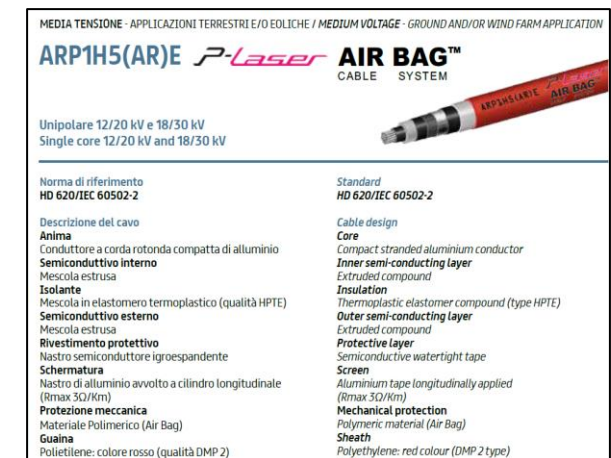 MEDIA TENSIONE - APPLICAZIONI TERRESTRI E/O EOLICHE / MEDIUM VOLTAGE - GROUND AND/OR WIND FARM APPLICATION
ARP1H5(AR)E P-Laser AIR BAG™
CABLE SYSTEM
ARP1H5(AR)E P-Laser AIR BAG
Unipolare 12/20 kV e 18/30 kV
Single core 12/20 kV and 18/30 kV
Norma di riferimento
HD 620/IEC 60502-2
Descrizione del cavo
Anima
Conduttore a corda rotonda compatta di alluminio
Semiconduttivo interno
Mescola estrusa
Isolante
Mescola in elastomero termoplastico (qualità HPTE)
Semiconduttivo esterno
Mescola estrusa
Rivestimento protettivo
Nastro semiconduttore igroespandente
Schermatura
Nastro di alluminio avvolto a cilindro longitudinale
(Rmax 3Ω/Km)
Protezione meccanica
Materiale Polimerico (Air Bag)
Guaina
Polietilene: colore rosso (qualità DMP 2)
Standard
HD 620/IEC 60502-2
Cable design
Core
Compact stranded aluminium conductor
Inner semi-conducting layer
Extruded compound
Insulation
Thermoplastic elastomer compound (type HPTE)
Outer semi-conducting layer
Extruded compound
Protective layer
Semiconductive watertight tape
Screen
Aluminium tape longitudinally applied
(Rmax 3Ω/Km)
Mechanical protection
Polymeric material (Air Bag)
Sheath
Polyethylene: red colour (DMP 2 type)